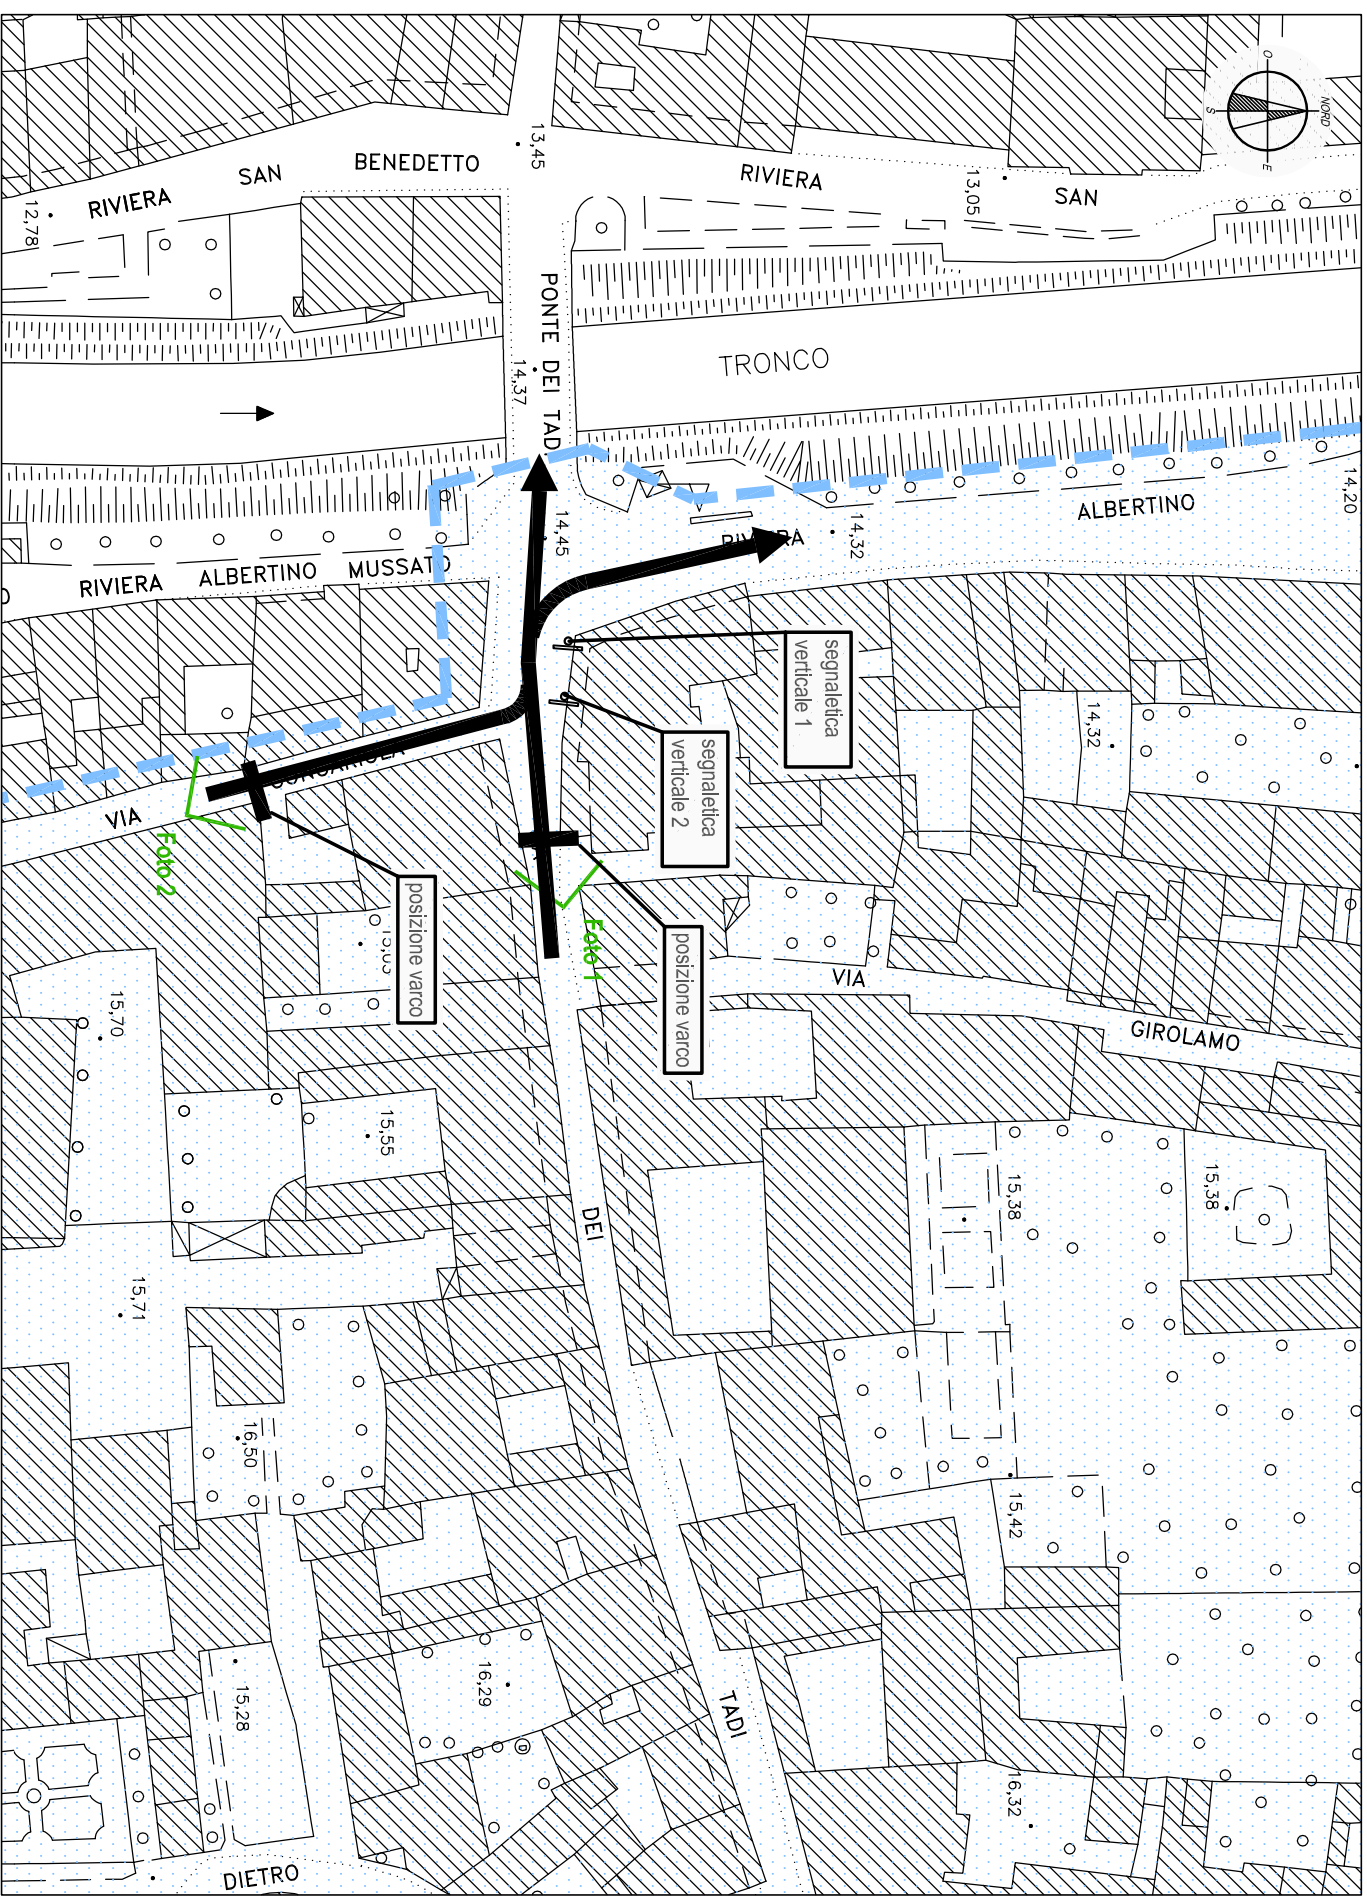 NORD
O
E
S
13,45
RIVIERA SAN BENEDETTO
RIVIERA SAN
13,05
12,78
PONTE DEI TAD
14,37
TRONCO
14,20
ALBERTINO
14,45
14,32
RIVIERA
RIVIERA ALBERTINO MUSSATO
O
segnaletica
verticale 1
segnaletica
verticale 2
14,32
VIA
Foto 2
posizione varco
Foto 1
posizione varco
VIA GIROLAMO
15,70
15,55
15,38
15,38
DEI
15,71
16,50
15,42
16,29
15,28
TADI
16,32
D
DIETRO